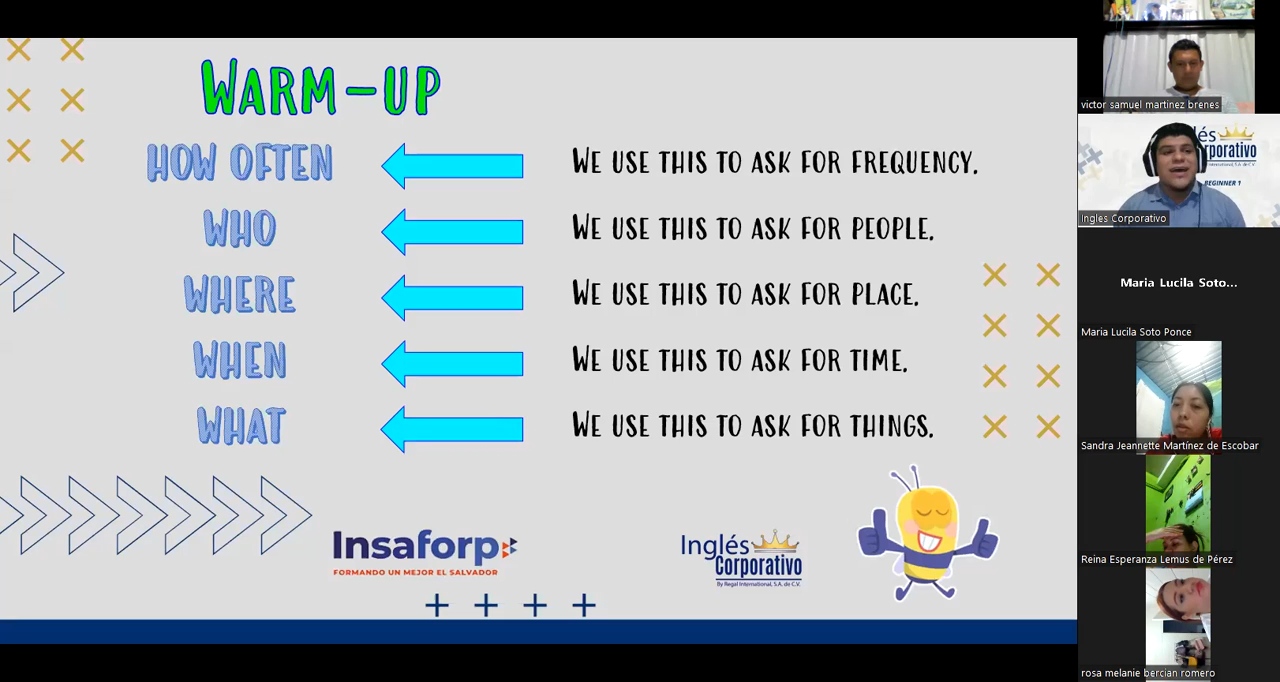 Warm-up
How often
We use this to ask for frequency.
Who
We use this to ask for people.
Where
We use this to ask for place.
When
We use this to ask for time.
What
We use this to ask for things.
Insaforp
FORMANDO UN MEJOR EL SALVADOR
Inglés
Corporativo
By Regal International, S.A. de C.V.
victor samuel martinez brenes
Corporativo
BEGINNER 1
Ingles Corporativo
Maria Lucila Soto...
Maria Lucila Soto Ponce
Sandra Jeannette Martínez de Escobar
Reina Esperanza Lemus de Pérez
rosa melanie bercian romero